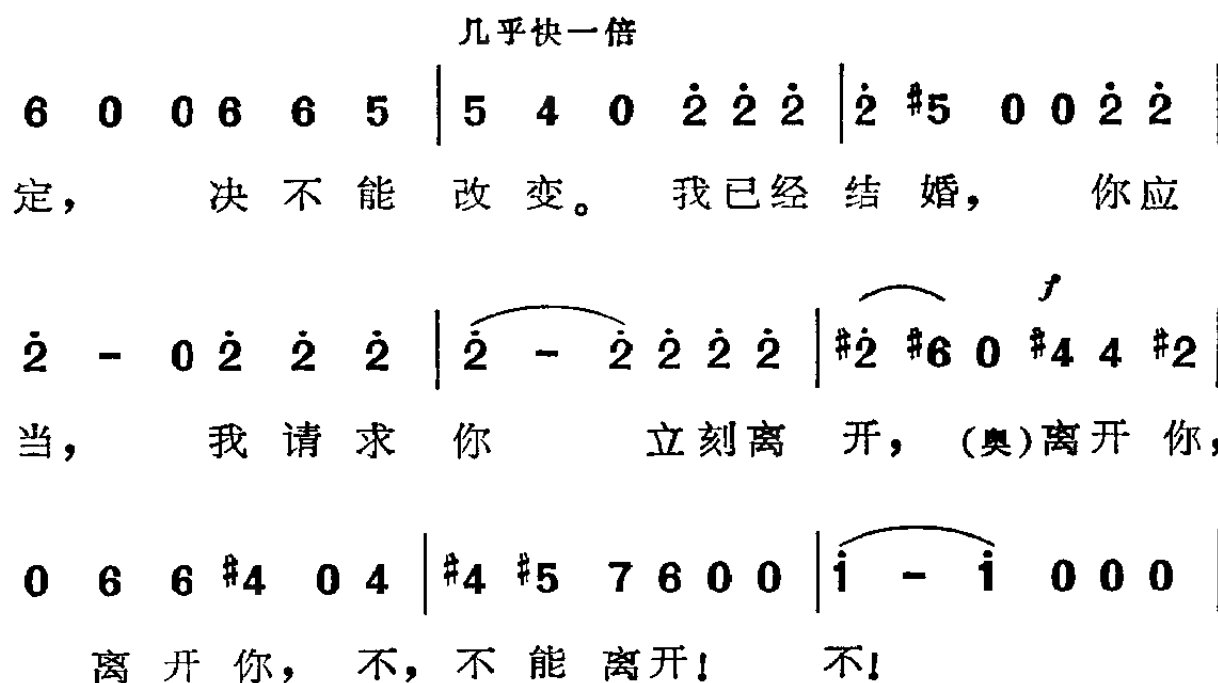 几乎快一倍
6 0 0 6 6 5 | 5 4 0 2̇ 2̇ 2̇ | 2̇ #5 0 0 2̇ 2̇ |
定， 决不能 改变。 我已经 结婚， 你应
2̇ - 0 2̇ 2̇ 2̇ | 2̇ - 2̇ 2̇ 2̇ 2̇ | #2̇ #6 0 #4 4 #2 |
f
当， 我请求 你 立刻离 开，（奥）离开 你，
0 6 6 #4 0 4 | #4 #5 7 6 0 0 | 1̇ - 1̇ 0 0 0 |
离开你， 不，不能离开！ 不！